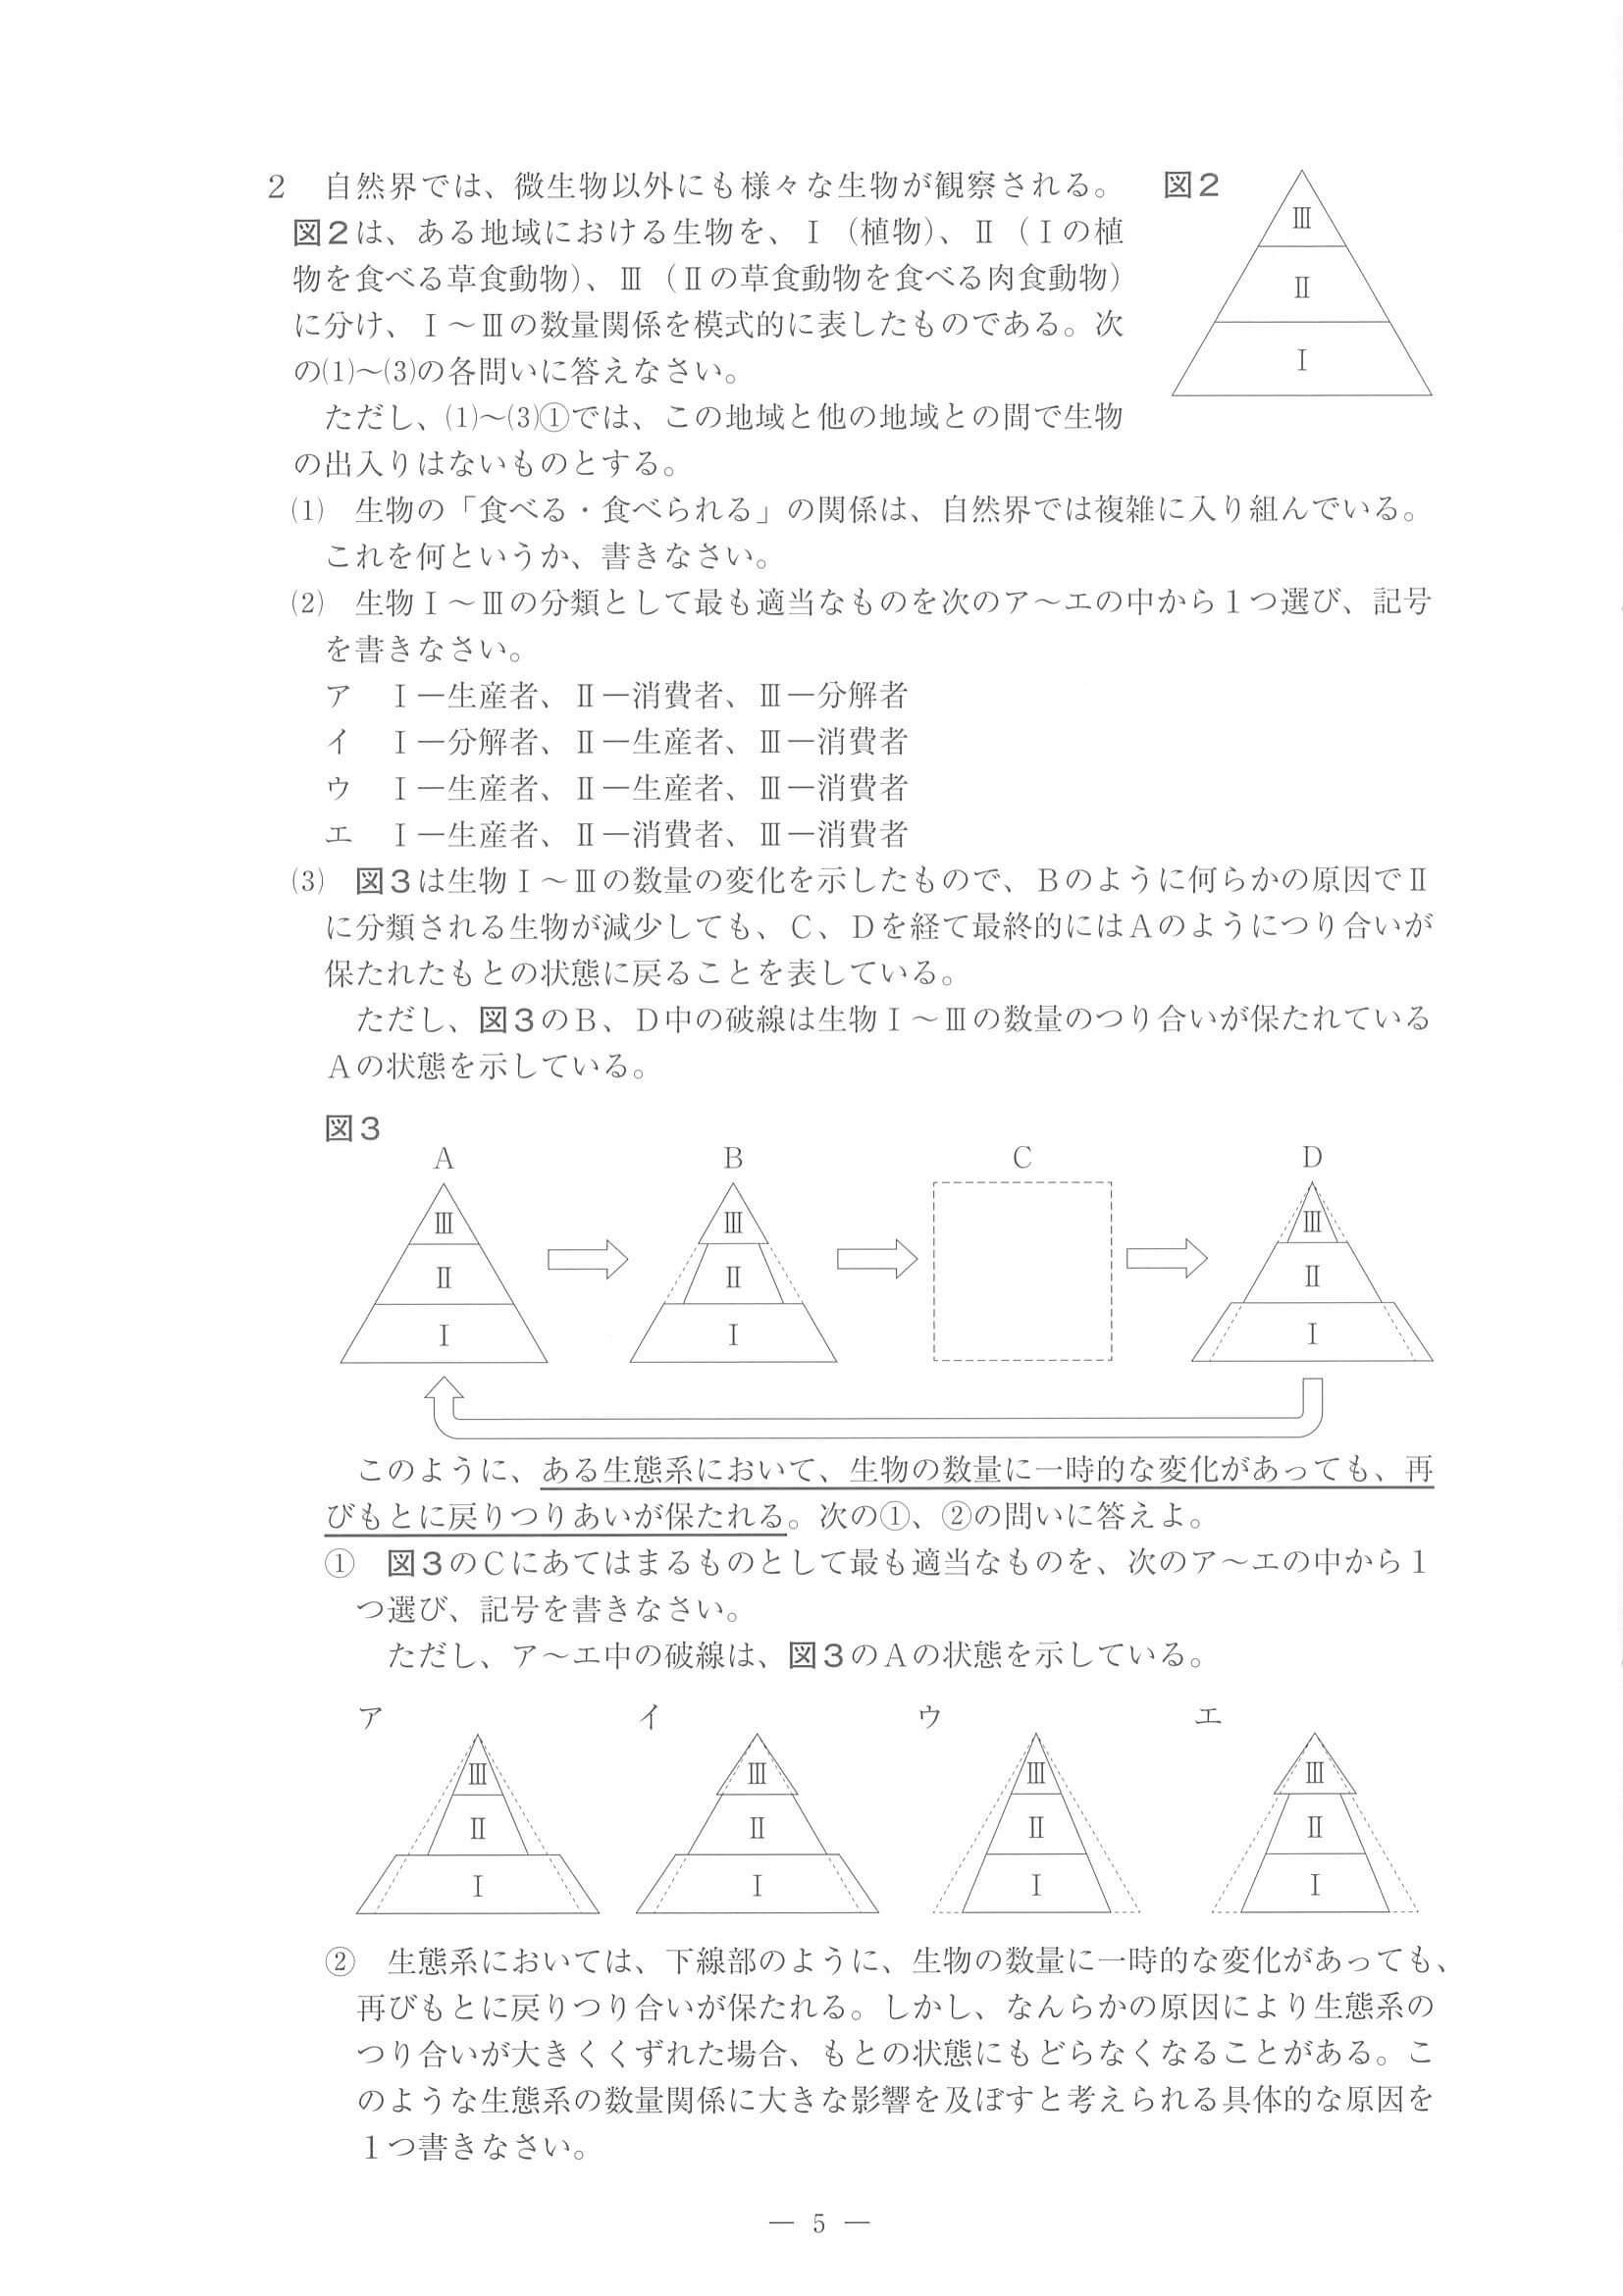 2　自然界では、微生物以外にも様々な生物が観察される。
図2は、ある地域における生物を、Ⅰ（植物）、Ⅱ（Ⅰの植
物を食べる草食動物）、Ⅲ（Ⅱの草食動物を食べる肉食動物）
に分け、Ⅰ～Ⅲの数量関係を模式的に表したものである。次
の⑴～⑶の各問いに答えなさい。
ただし、⑴～⑶①では、この地域と他の地域との間で生物
の出入りはないものとする。
図2
Ⅲ
Ⅱ
Ⅰ
⑴　生物の「食べる・食べられる」の関係は、自然界では複雑に入り組んでいる。
これを何というか、書きなさい。
⑵　生物Ⅰ～Ⅲの分類として最も適当なものを次のア～エの中から１つ選び、記号
を書きなさい。
ア　Ⅰ―生産者、Ⅱ―消費者、Ⅲ―分解者
イ　Ⅰ―分解者、Ⅱ―生産者、Ⅲ―消費者
ウ　Ⅰ―生産者、Ⅱ―生産者、Ⅲ―消費者
エ　Ⅰ―生産者、Ⅱ―消費者、Ⅲ―消費者
⑶　図3は生物Ⅰ～Ⅲの数量の変化を示したもので、Ｂのように何らかの原因でⅡ
に分類される生物が減少しても、Ｃ、Ｄを経て最終的にはＡのようにつり合いが
保たれたもとの状態に戻ることを表している。
ただし、図3のＢ、Ｄ中の破線は生物Ⅰ～Ⅲの数量のつり合いが保たれている
Ａの状態を示している。
図3
A　B　C　D
Ⅲ　Ⅲ　Ⅲ
Ⅱ　Ⅱ　Ⅱ
Ⅰ　Ⅰ　Ⅰ
このように、ある生態系において、生物の数量に一時的な変化があっても、再
びもとに戻りつりあいが保たれる。次の①、②の問いに答えよ。
①　図3のＣにあてはまるものとして最も適当なものを、次のア～エの中から１
つ選び、記号を書きなさい。
ただし、ア～エ中の破線は、図3のＡの状態を示している。
ア　イ　ウ　エ
Ⅲ　Ⅲ　Ⅲ　Ⅲ
Ⅱ　Ⅱ　Ⅱ　Ⅱ
Ⅰ　Ⅰ　Ⅰ　Ⅰ
②　生態系においては、下線部のように、生物の数量に一時的な変化があっても、
再びもとに戻りつり合いが保たれる。しかし、なんらかの原因により生態系の
つり合いが大きくくずれた場合、もとの状態にもどらなくなることがある。こ
のような生態系の数量関係に大きな影響を及ぼすと考えられる具体的な原因を
１つ書きなさい。
― 5 ―